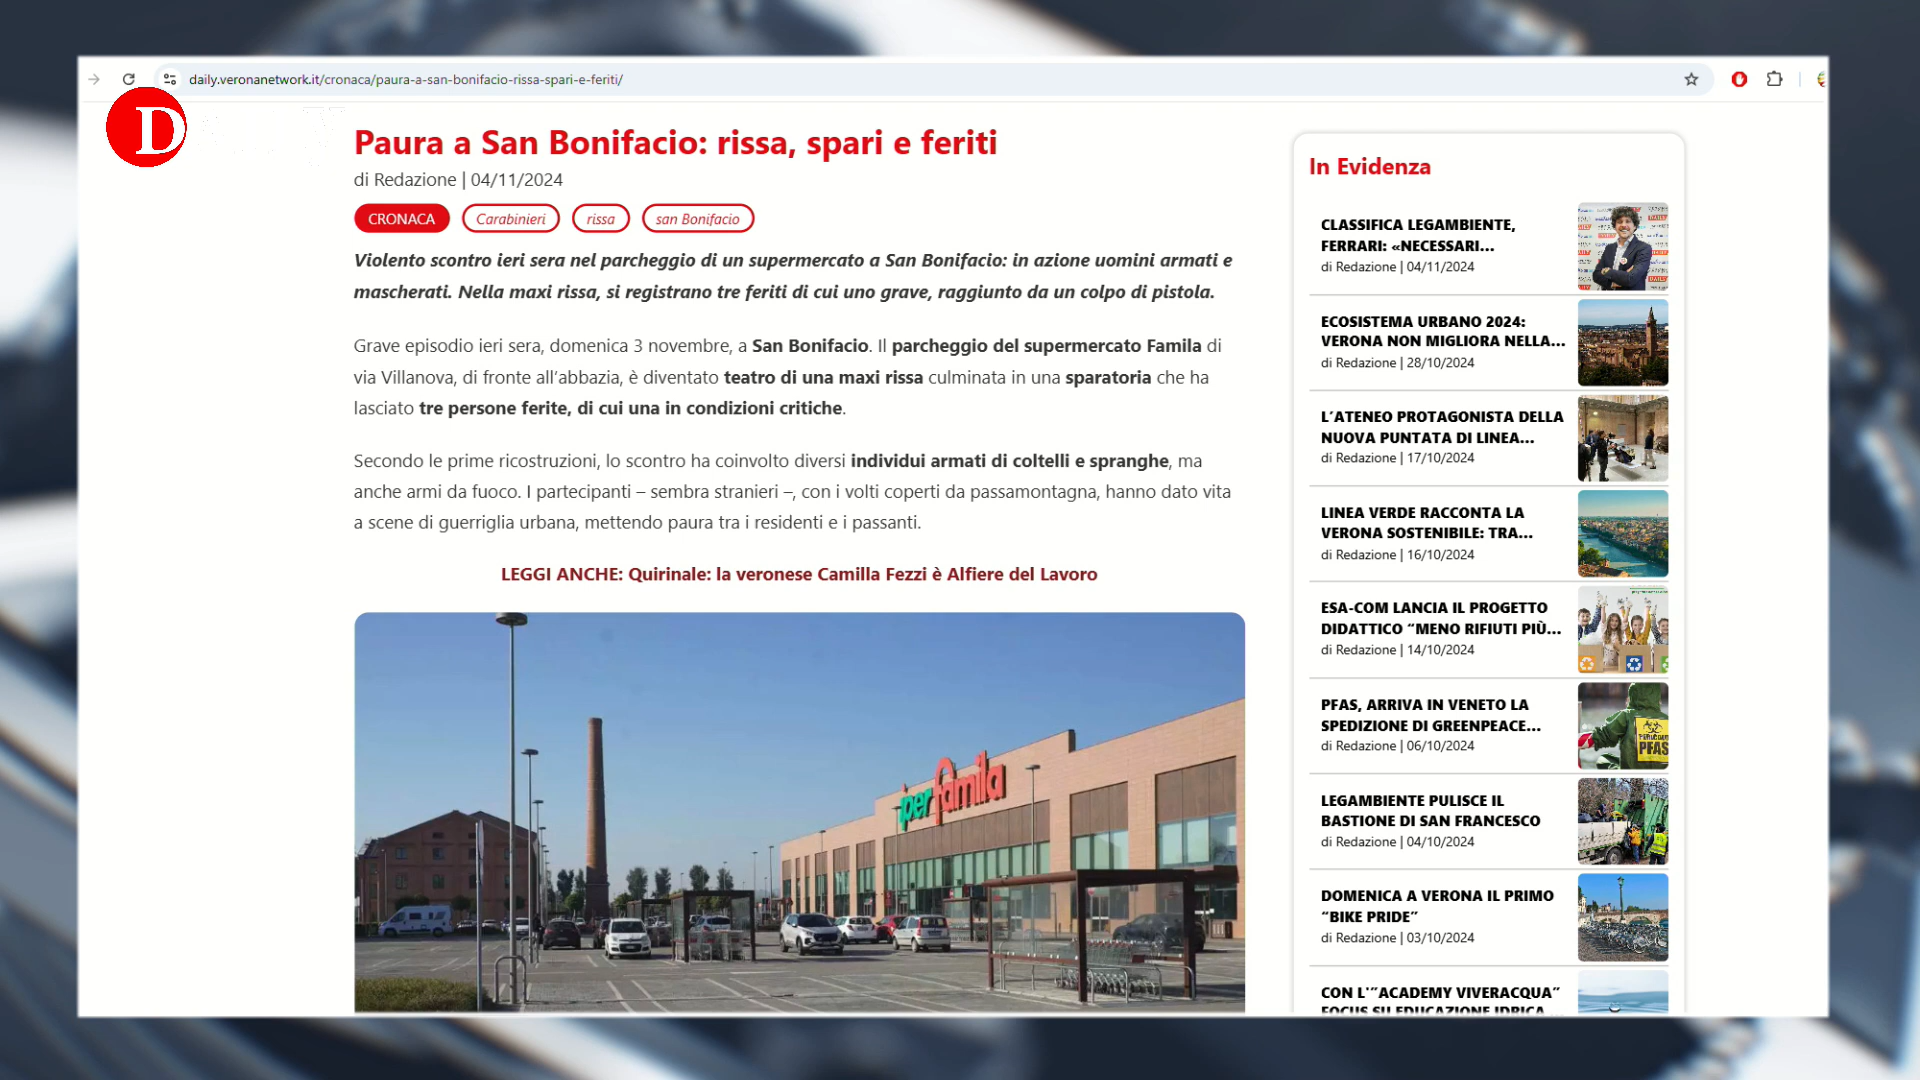 daily.veronanetwork.it/cronaca/paura-a-san-bonifacio-rissa-spari-e-feriti/
D
Paura a San Bonifacio: rissa, spari e feriti
di Redazione | 04/11/2024
CRONACA
Carabinieri
rissa
san Bonifacio
Violento scontro ieri sera nel parcheggio di un supermercato a San Bonifacio: in azione uomini armati e
mascherati. Nella maxi rissa, si registrano tre feriti di cui uno grave, raggiunto da un colpo di pistola.
Grave episodio ieri sera, domenica 3 novembre, a San Bonifacio. Il parcheggio del supermercato Famila di
via Villanova, di fronte all'abbazia, è diventato teatro di una maxi rissa culminata in una sparatoria che ha
lasciato tre persone ferite, di cui una in condizioni critiche.
Secondo le prime ricostruzioni, lo scontro ha coinvolto diversi individui armati di coltelli e spranghe, ma
anche armi da fuoco. I partecipanti – sembra stranieri –, con i volti coperti da passamontagna, hanno dato vita
a scene di guerriglia urbana, mettendo paura tra i residenti e i passanti.
LEGGI ANCHE: Quirinale: la veronese Camilla Fezzi è Alfiere del Lavoro
iper famila
In Evidenza
CLASSIFICA LEGAMBIENTE,
FERRARI: «NECESSARI...
di Redazione | 04/11/2024
ECOSISTEMA URBANO 2024:
VERONA NON MIGLIORA NELLA...
di Redazione | 28/10/2024
L'ATENEO PROTAGONISTA DELLA
NUOVA PUNTATA DI LINEA...
di Redazione | 17/10/2024
LINEA VERDE RACCONTA LA
VERONA SOSTENIBILE: TRA...
di Redazione | 16/10/2024
ESA-COM LANCIA IL PROGETTO
DIDATTICO “MENO RIFIUTI PIÙ...
di Redazione | 14/10/2024
PFAS, ARRIVA IN VENETO LA
SPEDIZIONE DI GREENPEACE...
di Redazione | 06/10/2024
PFAS
LEGAMBIENTE PULISCE IL
BASTIONE DI SAN FRANCESCO
di Redazione | 04/10/2024
DOMENICA A VERONA IL PRIMO
“BIKE PRIDE”
di Redazione | 03/10/2024
CON L'”ACADEMY VIVERACQUA”
FOCUS SU EDUCAZIONE IDRICA